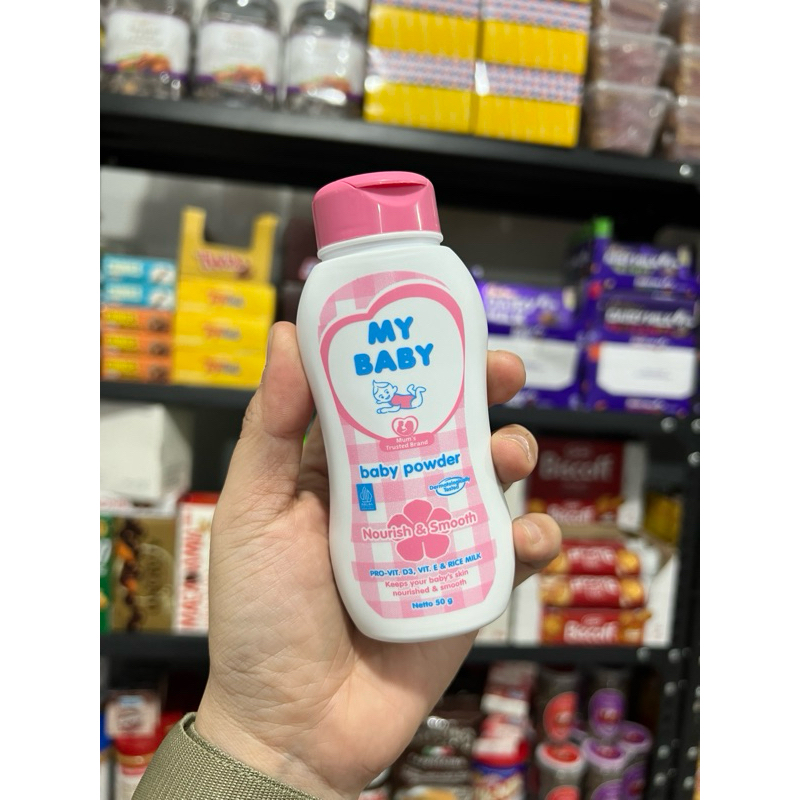 MY
BABY
Mum's
Trusted Brand
baby powder
Dermatologically
Tested
Nourish & Smooth
PRO-VIT. D3, VIT. E & RICE MILK
Keeps your baby's skin
nourished & smooth
Netto 50 g
Biscoff
Biscoff